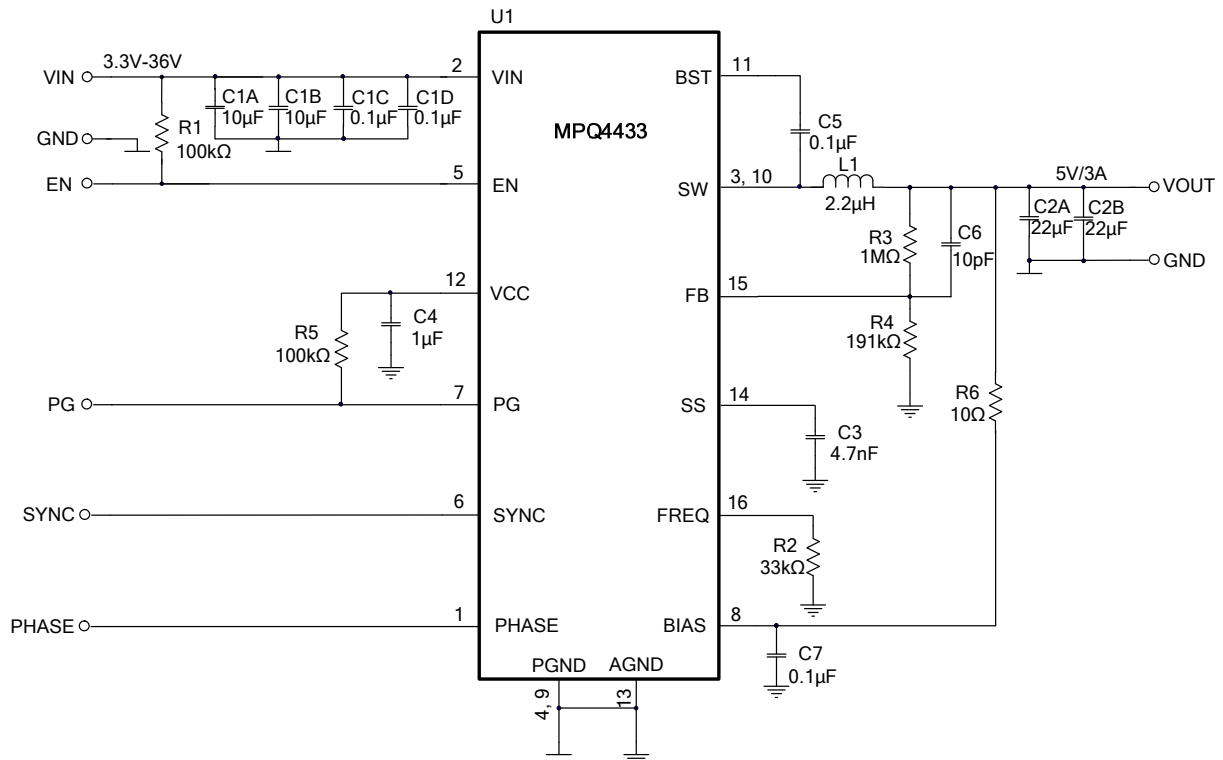 U1
3.3V-36V
VIN
2
VIN
BST
11
C1A
10µF
C1B
10µF
C1C
0.1µF
C1D
0.1µF
R1
100kΩ
GND
MPQ4433
C5
0.1µF
EN
5
EN
SW
3, 10
L1
2.2µH
5V/3A
VOUT
C2A
22µF
C2B
22µF
R3
1MΩ
C6
10pF
GND
12
VCC
FB
15
R5
100kΩ
C4
1µF
R4
191kΩ
PG
7
PG
SS
14
R6
10Ω
C3
4.7nF
SYNC
6
SYNC
FREQ
16
R2
33kΩ
PHASE
1
PHASE
BIAS
8
C7
0.1µF
PGND
AGND
4, 9
13